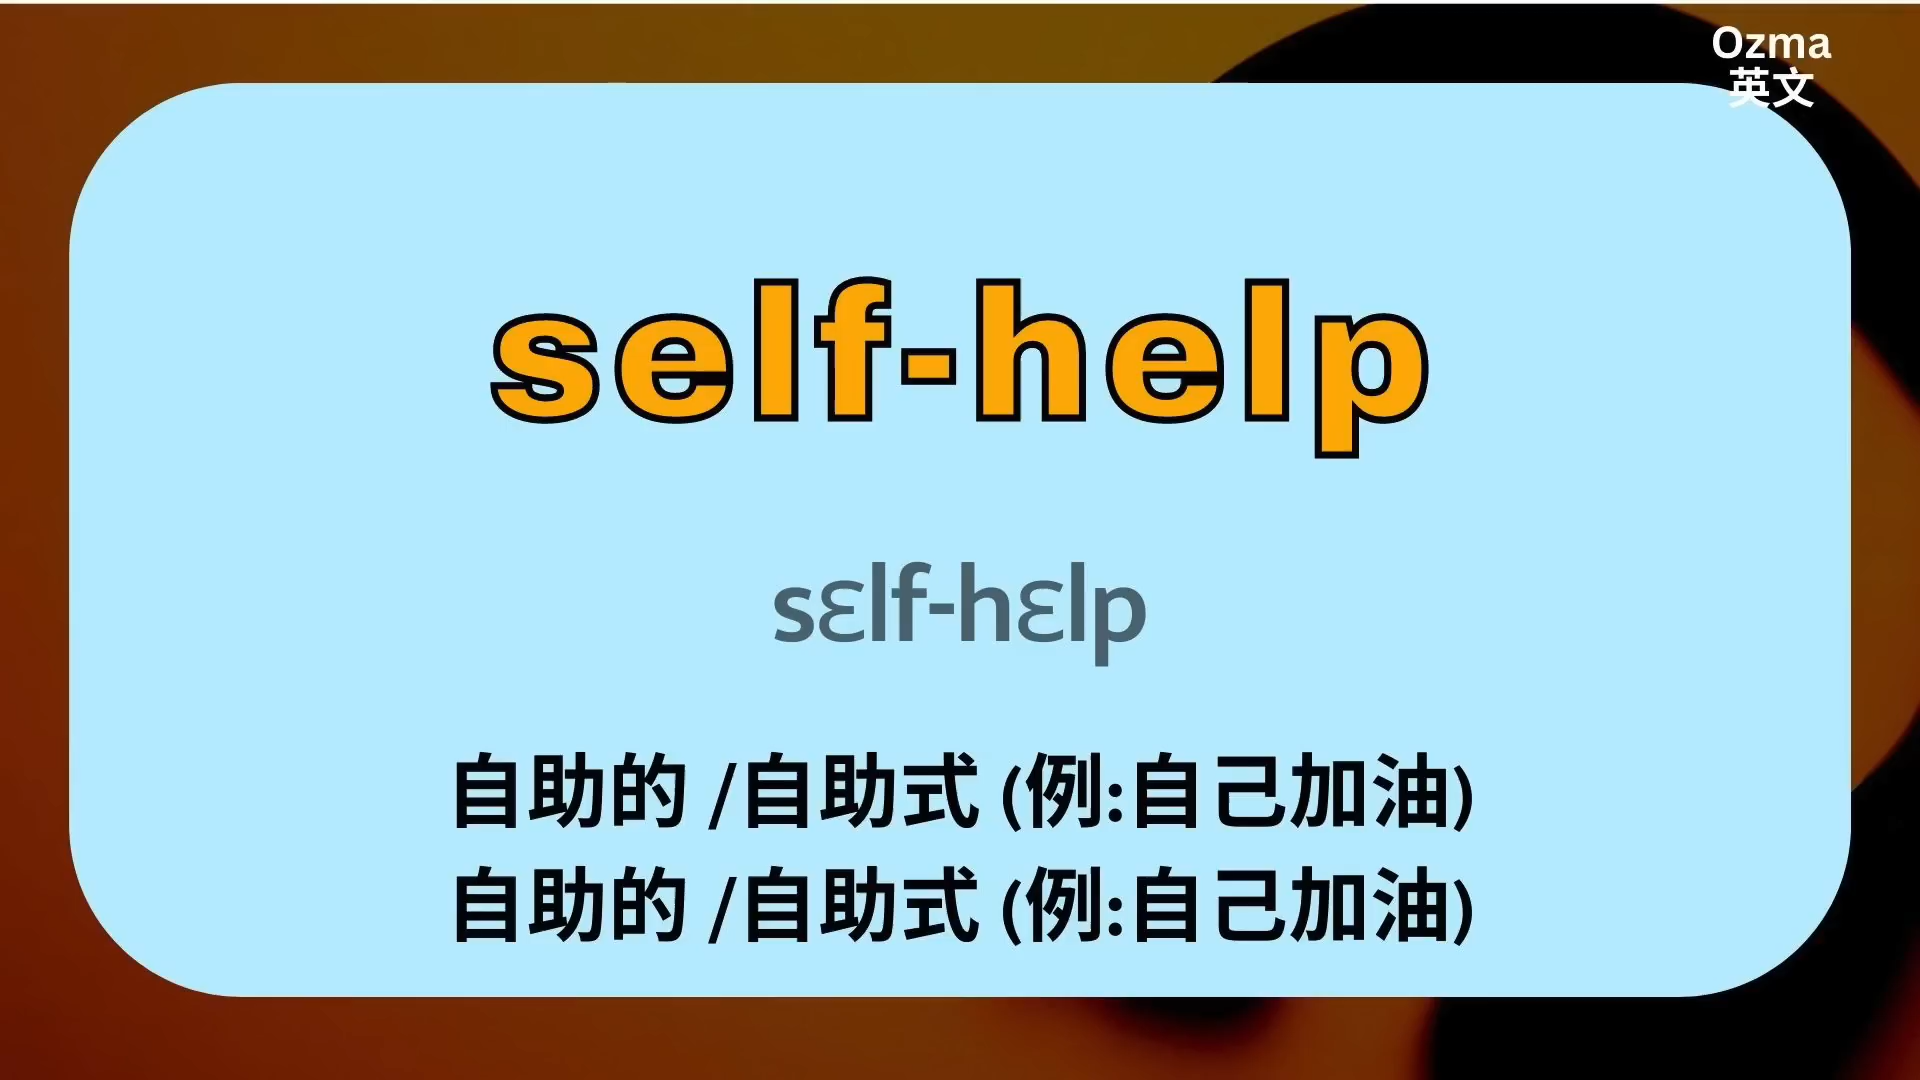 Ozma
英文
self-help
sɛlf-hɛlp
自助的 /自助式 (例:自己加油)
自助的 /自助式 (例:自己加油)